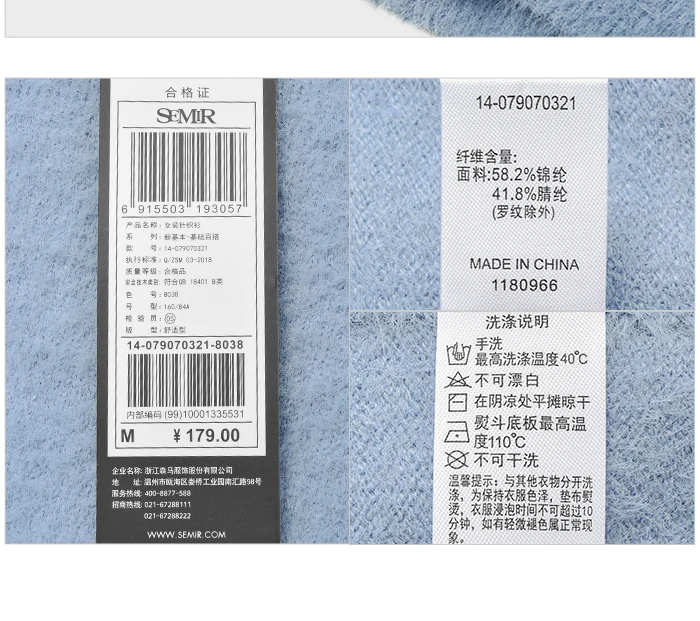 合格证
SEMIR
6 915503 193057
产品名称: 女装针织衫
系 列: 新基本-基础百搭
款 号: 14-079070321
执行标准: Q/ZSM 03-2018
质量等级: 合格品
安全技术类别: 符合GB 18401 B类
色 号: 8038
号 型: 160/84A
检 验 员: 05
版 型: 舒适型
14-079070321-8038
内部编码 (99)10001335531
M ¥179.00
企业名称: 浙江森马服饰股份有限公司
地 址: 温州市瓯海区娄桥工业园南汇路98号
服务热线: 400-8877-588
招商热线: 021-67288111
021-67288222
WWW.SEMIR.COM
14-079070321
纤维含量:
面料:58.2%锦纶
41.8%腈纶
(罗纹除外)
MADE IN CHINA
1180966
洗涤说明
手洗
最高洗涤温度40℃
不可漂白
在阴凉处平摊晾干
熨斗底板最高温
度110℃
不可干洗
温馨提示: 与其他衣物分开洗
涤, 为保持衣服色泽, 垫布熨
烫, 衣服浸泡时间不可超过10
分钟, 如有轻微褪色属正常现
象。